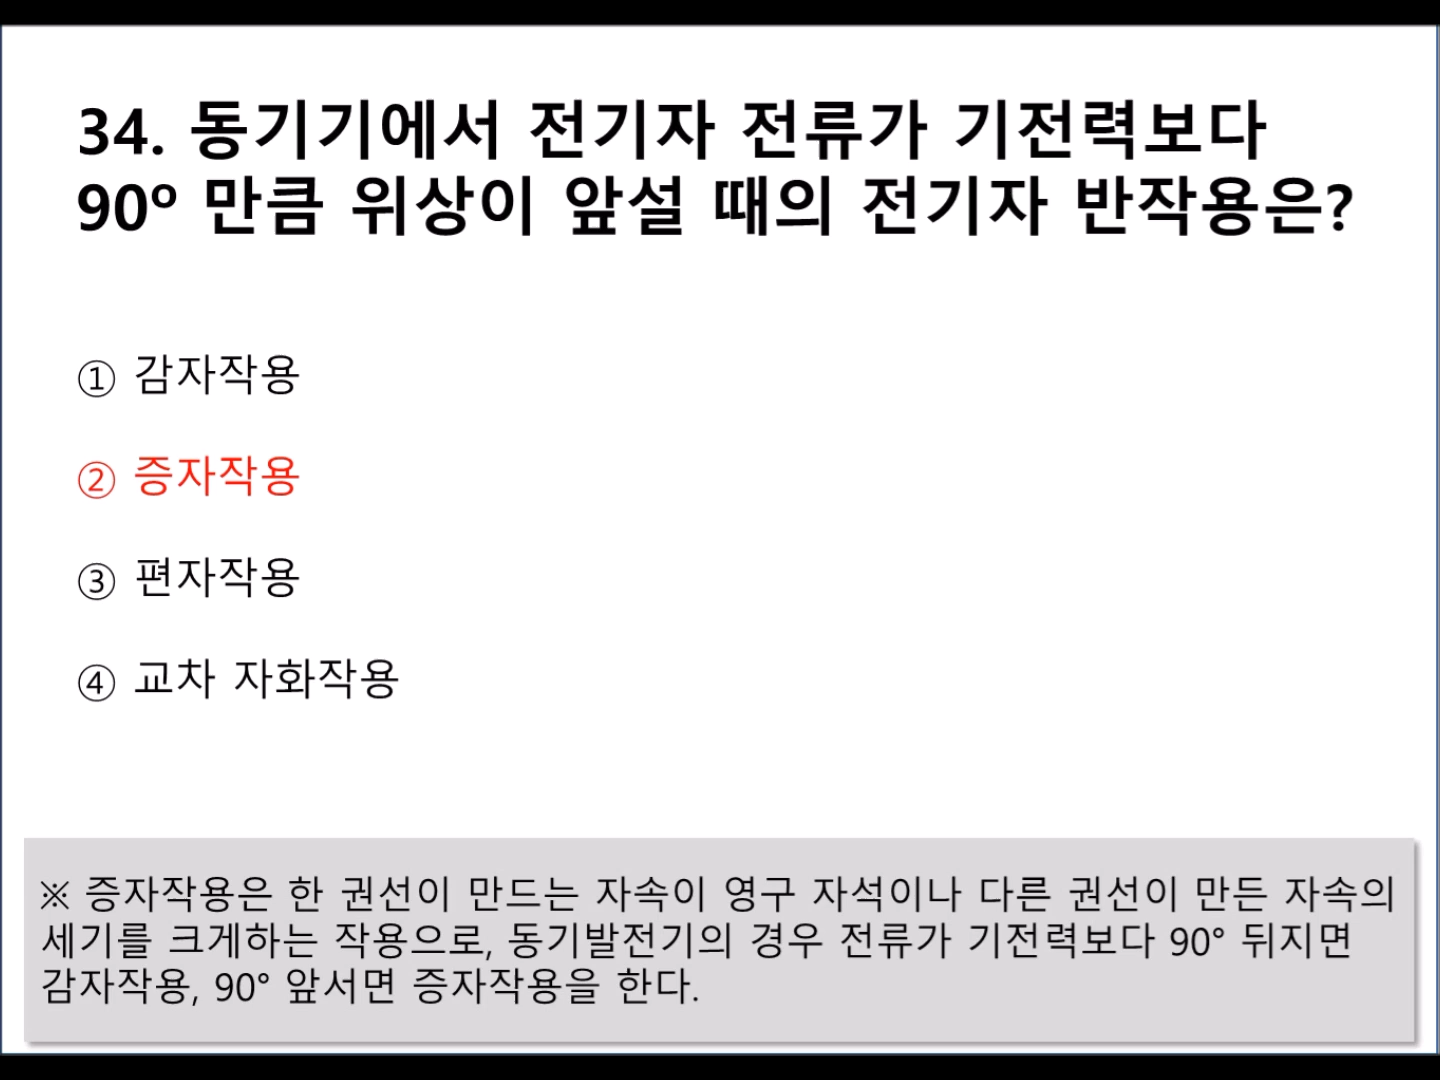 34. 동기기에서 전기자 전류가 기전력보다
90º 만큼 위상이 앞설 때의 전기자 반작용은?
① 감자작용
② 증자작용
③ 편자작용
④ 교차 자화작용
※ 증자작용은 한 권선이 만드는 자속이 영구 자석이나 다른 권선이 만든 자속의
세기를 크게하는 작용으로, 동기발전기의 경우 전류가 기전력보다 90° 뒤지면
감자작용, 90° 앞서면 증자작용을 한다.